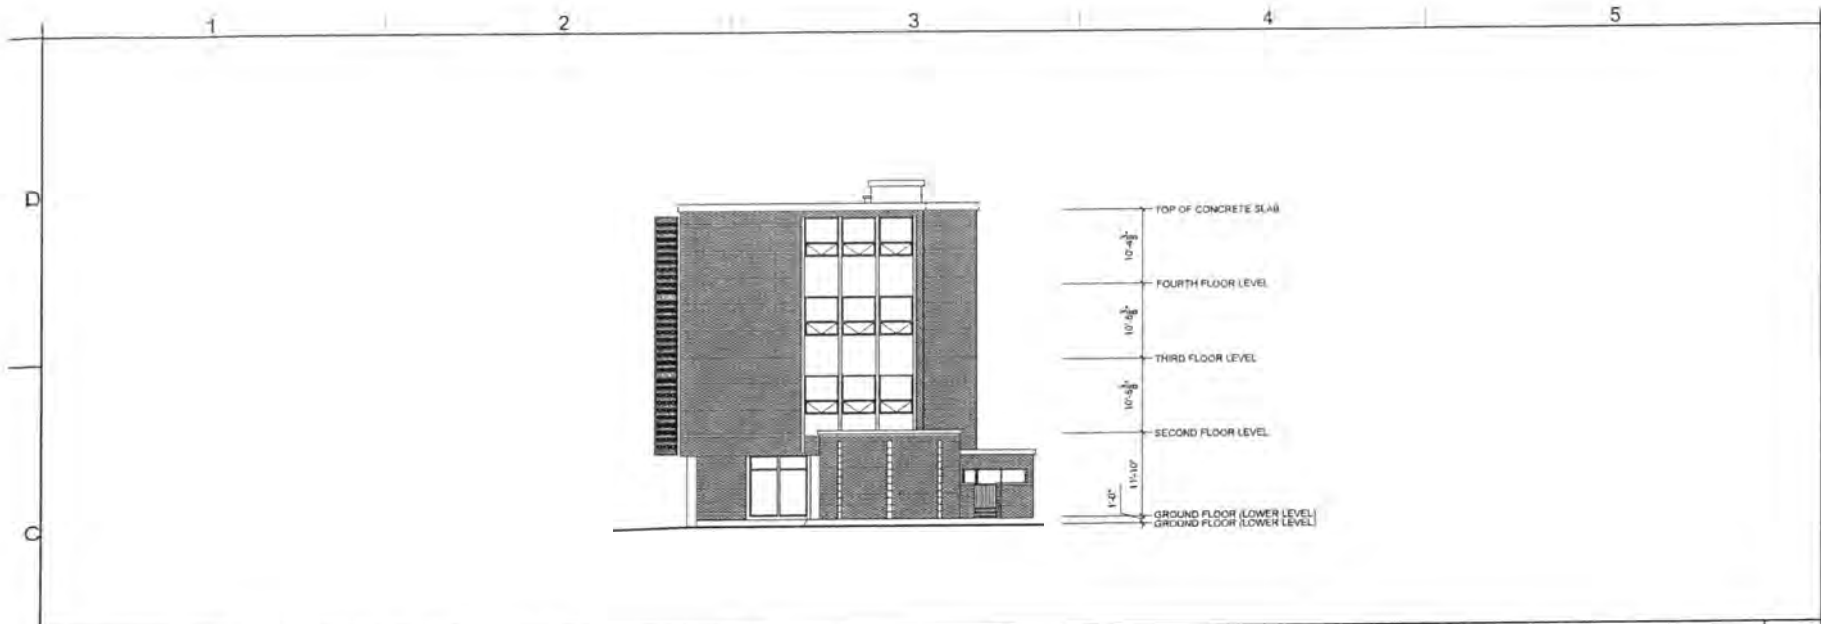 1 2 3 4 5
D
TOP OF CONCRETE SLAB
FOURTH FLOOR LEVEL
THIRD FLOOR LEVEL
SECOND FLOOR LEVEL
11'-10"
1'-0"
GROUND FLOOR (LOWER LEVEL)
GROUND FLOOR (LOWER LEVEL)
C